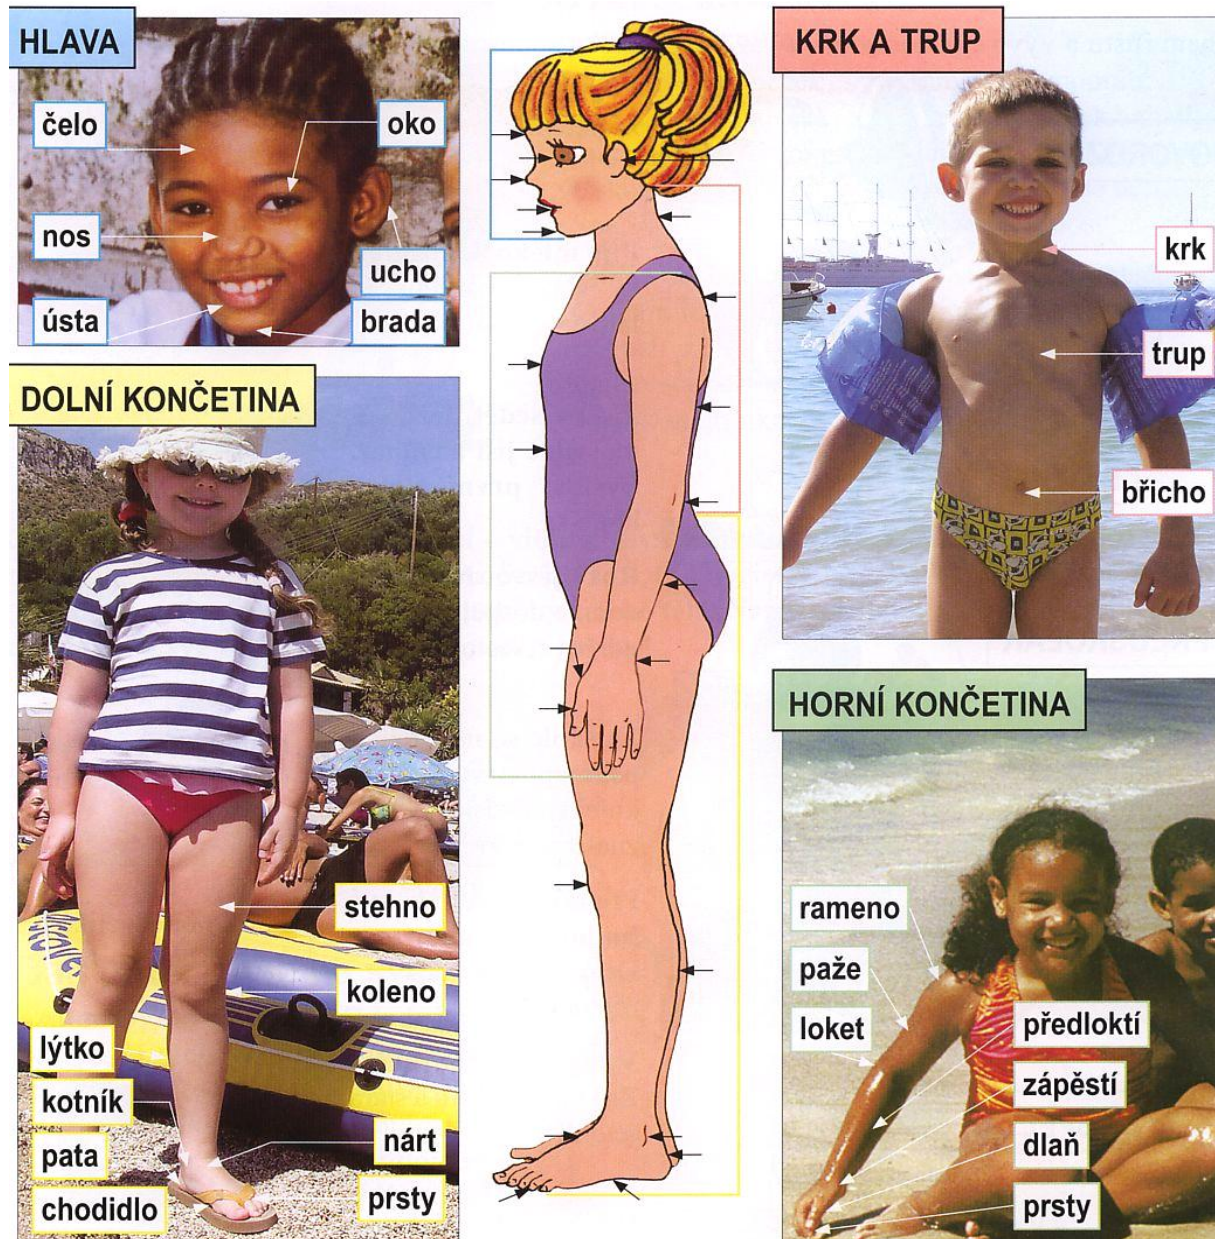 HLAVA
čelo
oko
nos
ucho
ústa
brada
KRK A TRUP
krk
trup
břicho
DOLNÍ KONČETINA
stehno
koleno
lýtko
kotník
pata
chodidlo
nárt
prsty
HORNÍ KONČETINA
rameno
paže
loket
předloktí
zápěstí
dlaň
prsty